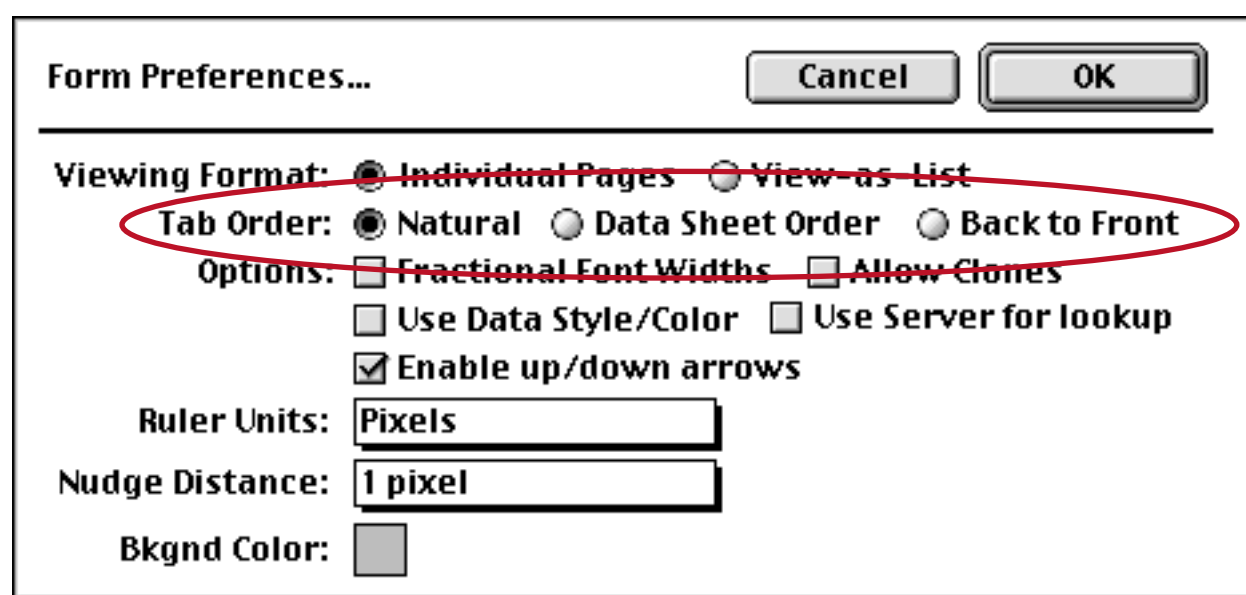 Form Preferences... Cancel OK
Viewing Format: Individual Pages View-as-List
Tab Order: Natural Data Sheet Order Back to Front
Options: Fractional Font Widths Allow Clones
Use Data Style/Color Use Server for lookup
Enable up/down arrows
Ruler Units: Pixels
Nudge Distance: 1 pixel
Bkgnd Color: